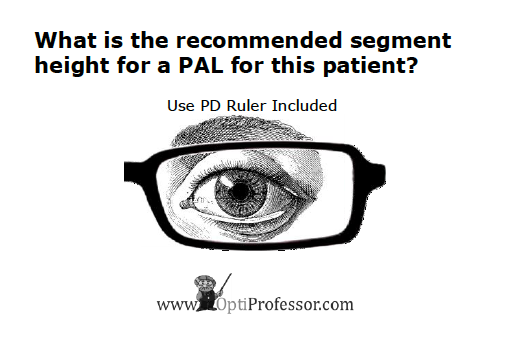 What is the recommended segment
height for a PAL for this patient?
Use PD Ruler Included
www.OptiProfessor.com